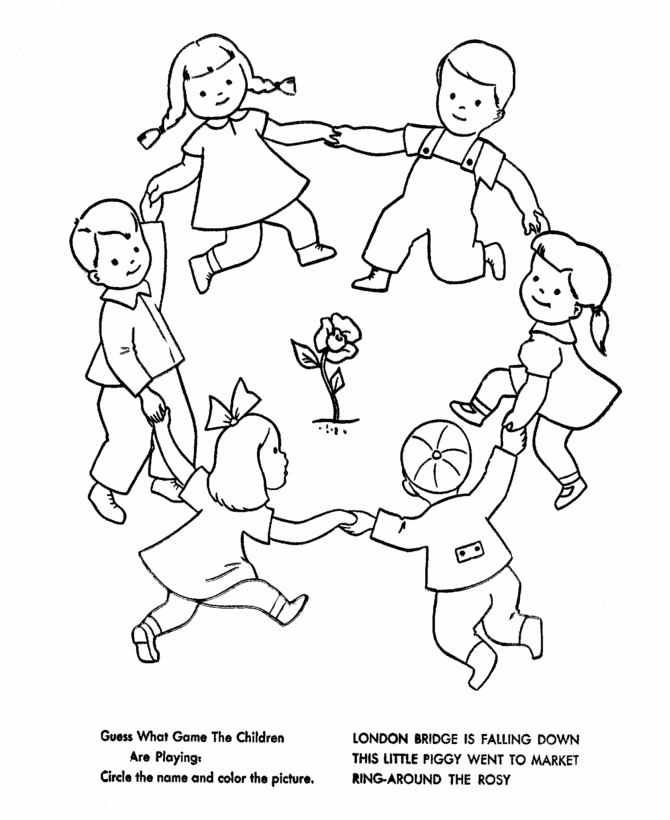 Guess What Game The Children
Are Playing:
Circle the name and color the picture.
LONDON BRIDGE IS FALLING DOWN
THIS LITTLE PIGGY WENT TO MARKET
RING-AROUND THE ROSY